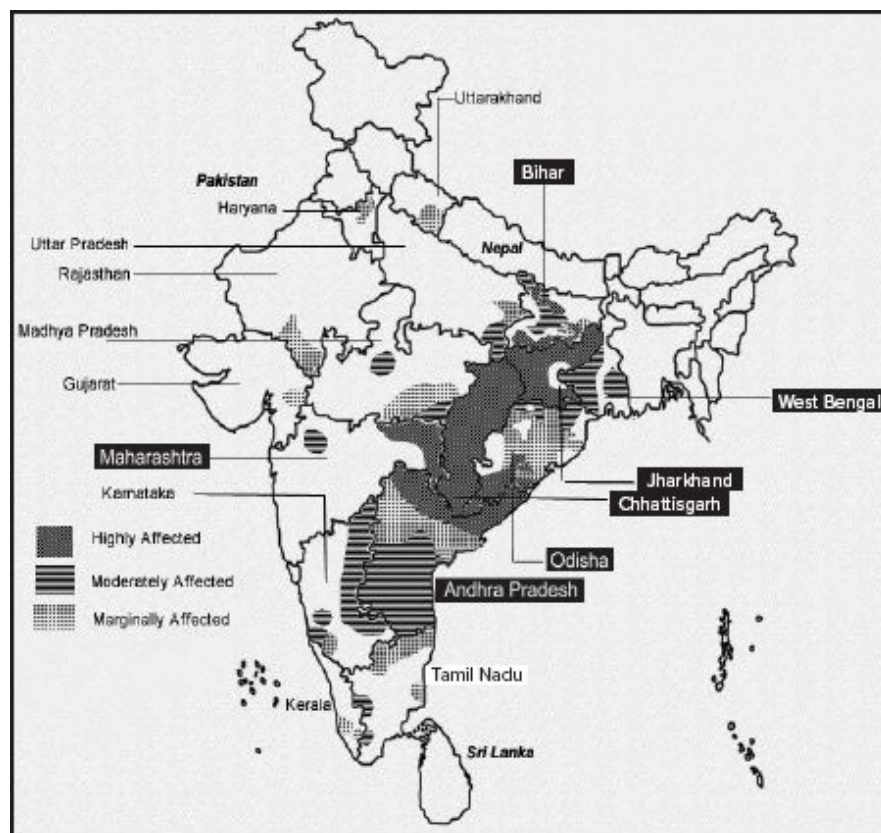 Uttarakhand
Bihar
Pakistan
Haryana
Nepal
Uttar Pradesh
Rajasthan
Madhya Pradesh
Gujarat
West Bengal
Maharashtra
Jharkhand
Karnataka
Chhattisgarh
Highly Affected
Odisha
Moderately Affected
Andhra Pradesh
Marginally Affected
Tamil Nadu
Kerala
Sri Lanka